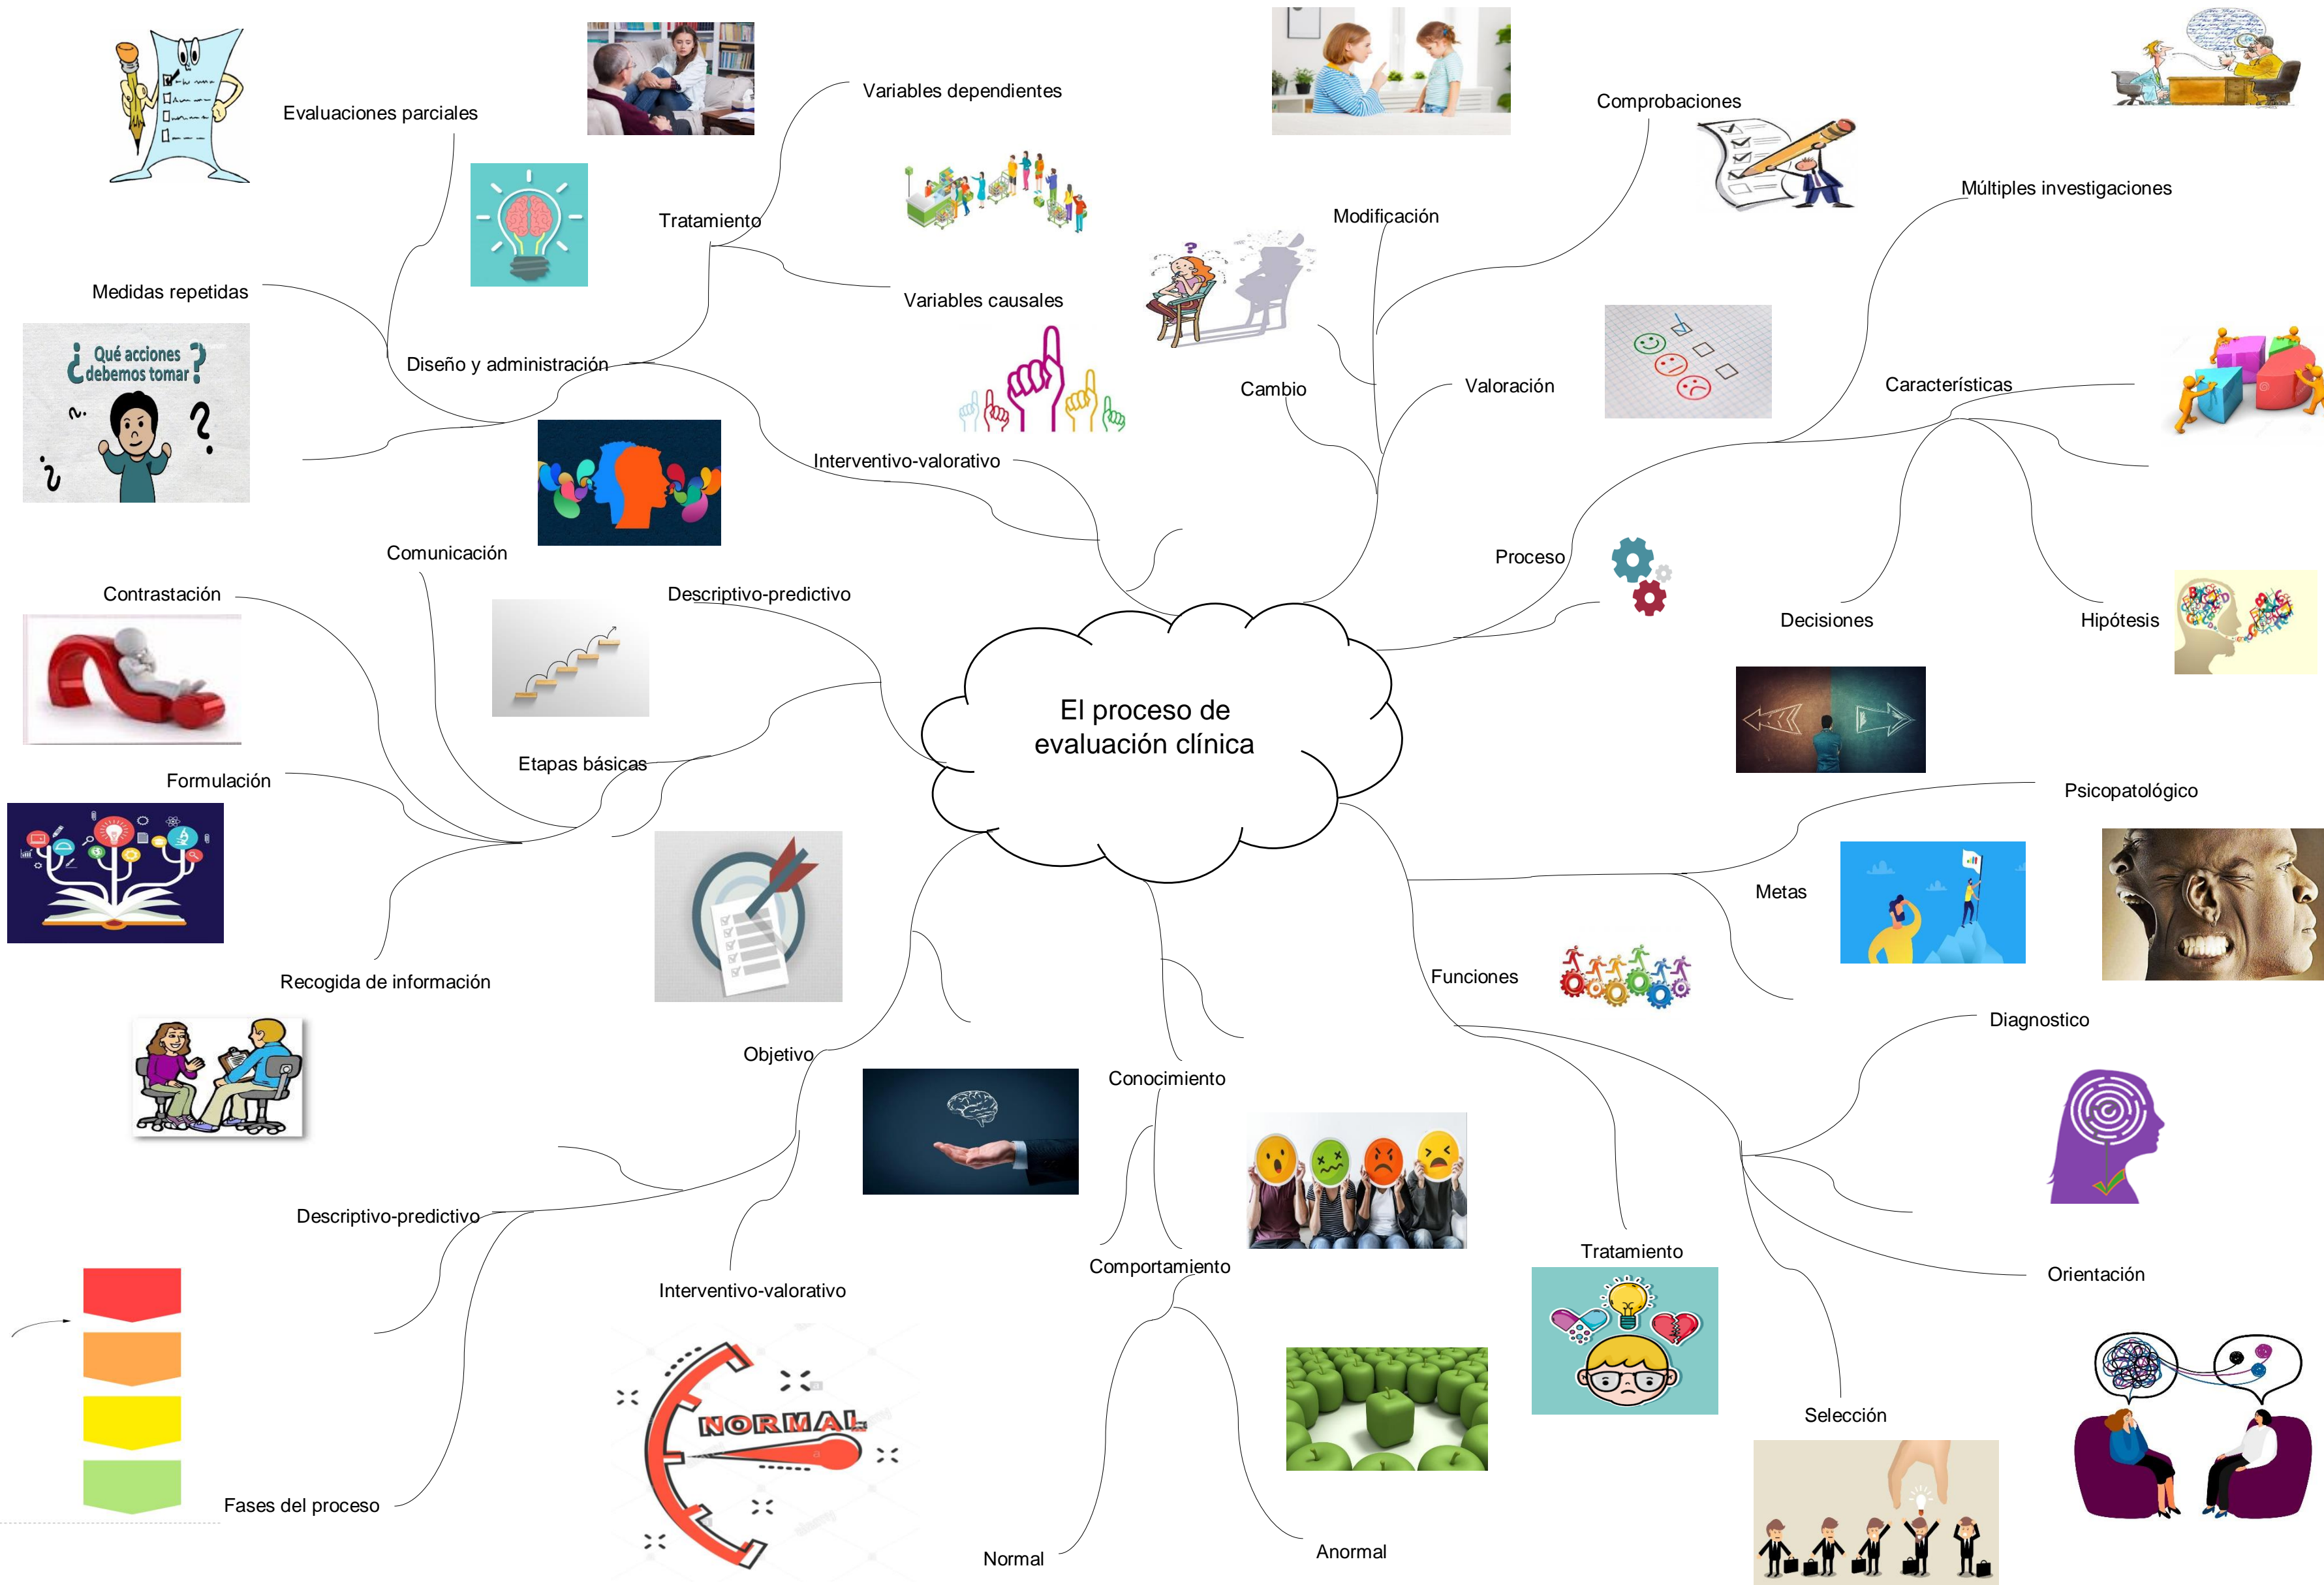 Evaluaciones parciales
Variables dependientes
Comprobaciones
Múltiples investigaciones
Tratamiento
Modificación
Medidas repetidas
Variables causales
¿Qué acciones
debemos tomar?
Diseño y administración
Cambio
Valoración
Características
Interventivo-valorativo
Comunicación
Proceso
Contrastación
Descriptivo-predictivo
Decisiones
Hipótesis
El proceso de
evaluación clínica
Etapas básicas
Formulación
Psicopatológico
Metas
Recogida de información
Funciones
Diagnostico
Objetivo
Conocimiento
Descriptivo-predictivo
Interventivo-valorativo
Comportamiento
Tratamiento
Orientación
NORMAL
Selección
Fases del proceso
Normal
Anormal